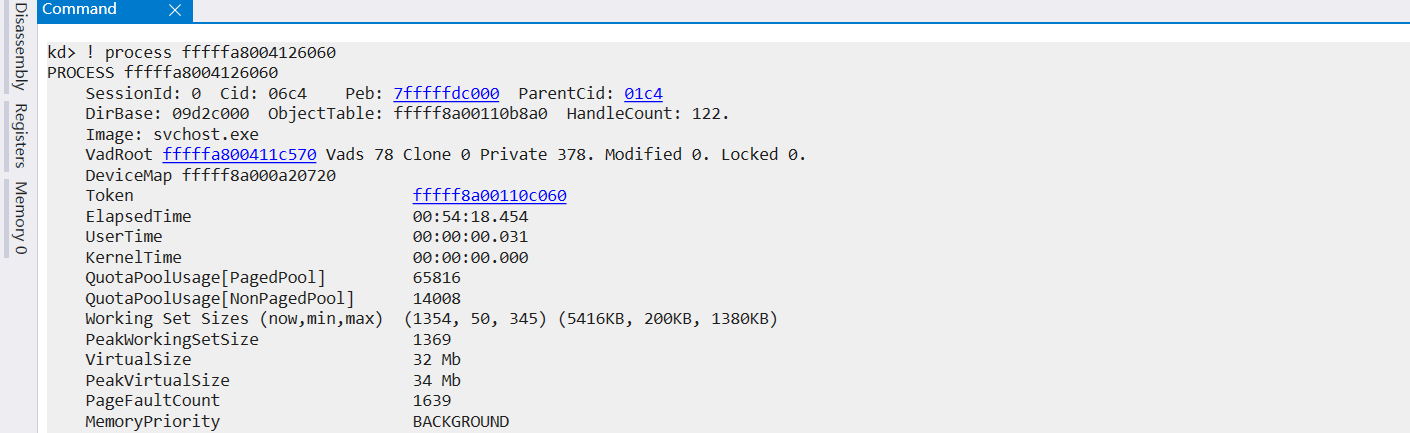 Disassembly
Registers
Memory 0
Command
kd> ! process fffffa8004126060
PROCESS fffffa8004126060
SessionId: 0 Cid: 06c4 Peb: 7fffffdc000 ParentCid: 01c4
DirBase: 09d2c000 ObjectTable: fffff8a00110b8a0 HandleCount: 122.
Image: svchost.exe
VadRoot fffffa800411c570 Vads 78 Clone 0 Private 378. Modified 0. Locked 0.
DeviceMap fffff8a000a20720
Token fffff8a00110c060
ElapsedTime 00:54:18.454
UserTime 00:00:00.031
KernelTime 00:00:00.000
QuotaPoolUsage[PagedPool] 65816
QuotaPoolUsage[NonPagedPool] 14008
Working Set Sizes (now,min,max) (1354, 50, 345) (5416KB, 200KB, 1380KB)
PeakWorkingSetSize 1369
VirtualSize 32 Mb
PeakVirtualSize 34 Mb
PageFaultCount 1639
MemoryPriority BACKGROUND